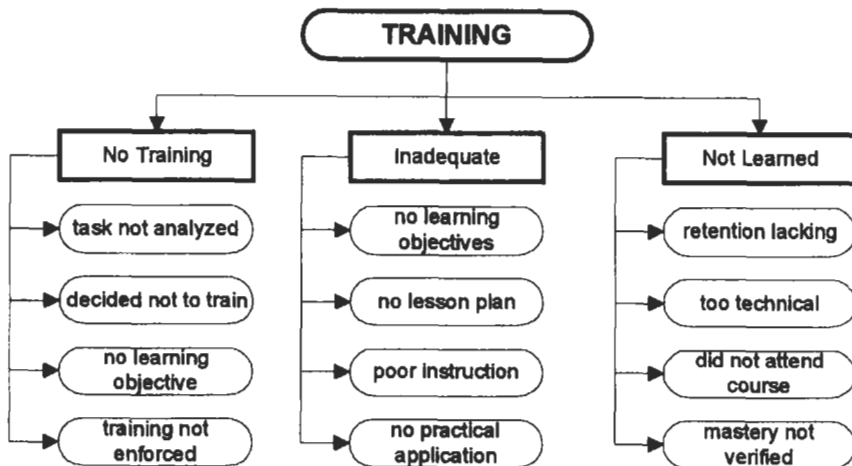 TRAINING
No Training
Inadequate
Not Learned
task not analyzed
decided not to train
no learning
objective
training not
enforced
no learning
objectives
no lesson plan
poor instruction
no practical
application
retention lacking
too technical
did not attend
course
mastery not
verified